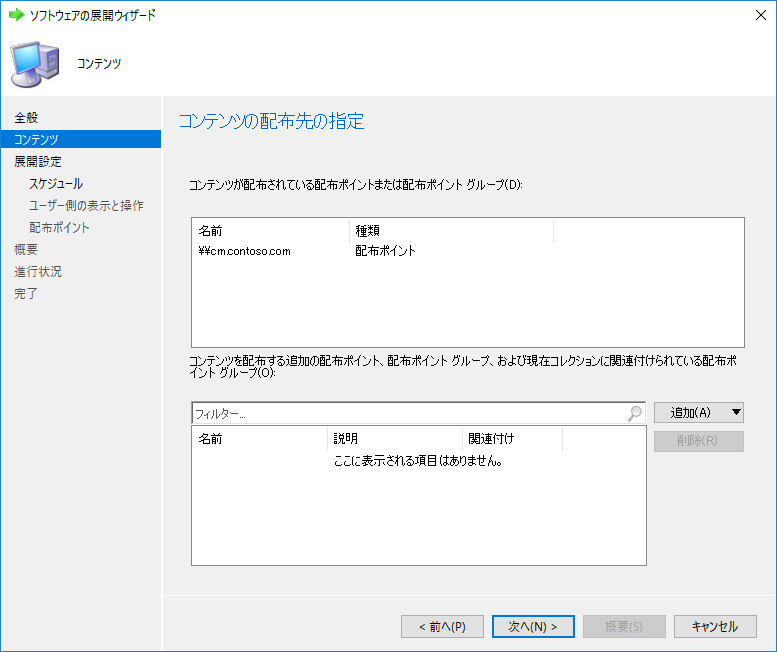 ソフトウェアの展開ウィザード
コンテンツ
全般
コンテンツ
展開設定
スケジュール
ユーザー側の表示と操作
配布ポイント
概要
進行状況
完了
コンテンツの配布先の指定
コンテンツが配布されている配布ポイントまたは配布ポイント グループ(D):
名前 種類
¥¥cm.contoso.com 配布ポイント
コンテンツを配布する追加の配布ポイント、配布ポイント グループ、および現在コレクションに関連付けられている配布ポ
イント グループ(O):
フィルター...
追加(A)
名前 説明 関連付け
削除(R)
ここに表示される項目はありません。
< 前へ(P) 次へ(N) > 概要(S) キャンセル